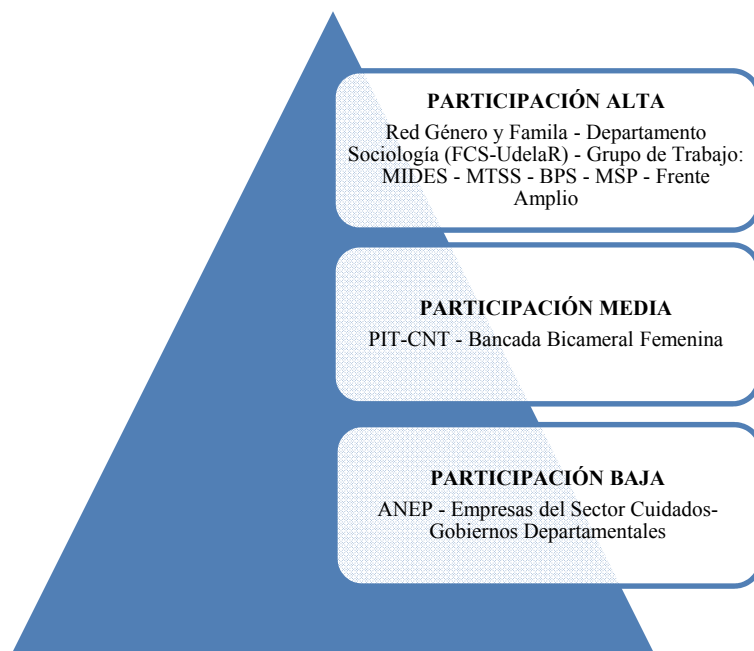 PARTICIPACIÓN ALTA
Red Género y Famila - Departamento
Sociología (FCS-UdelaR) - Grupo de Trabajo:
MIDES - MTSS - BPS - MSP - Frente
Amplio
PARTICIPACIÓN MEDIA
PIT-CNT - Bancada Bicameral Femenina
PARTICIPACIÓN BAJA
ANEP - Empresas del Sector Cuidados-
Gobiernos Departamentales